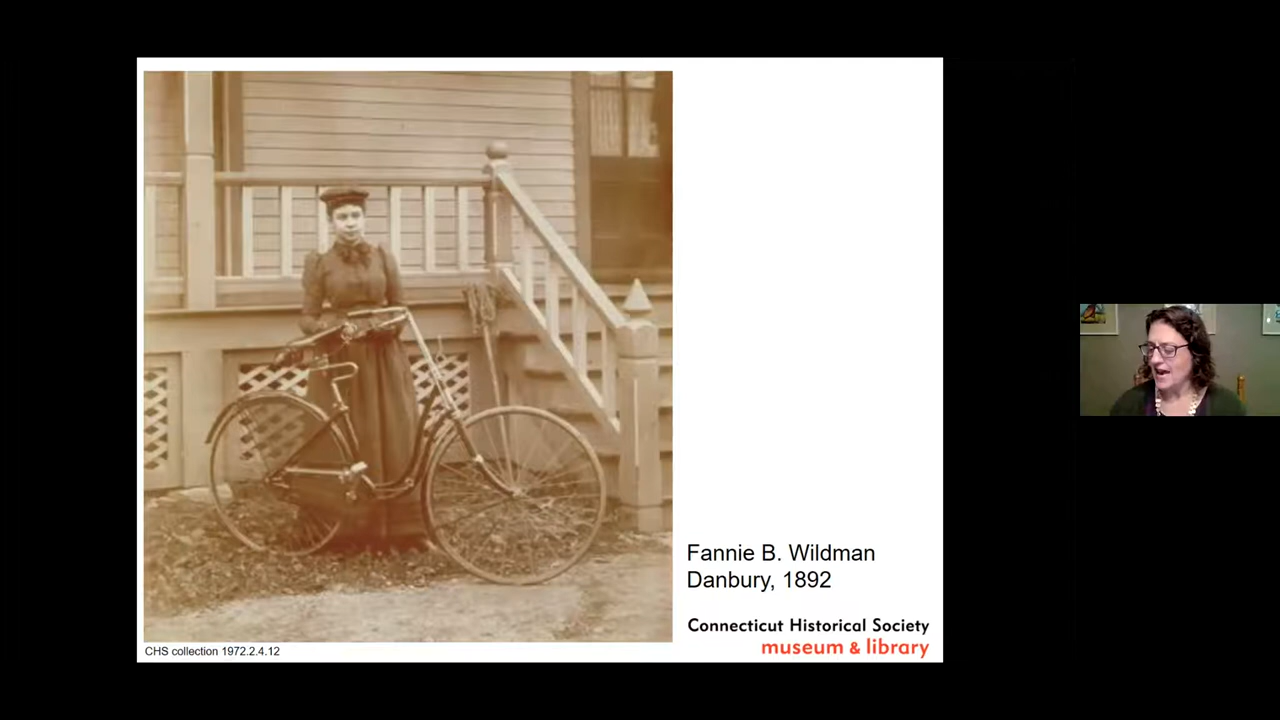 Fannie B. Wildman
Danbury, 1892
Connecticut Historical Society
museum & library
CHS collection 1972.2.4.12